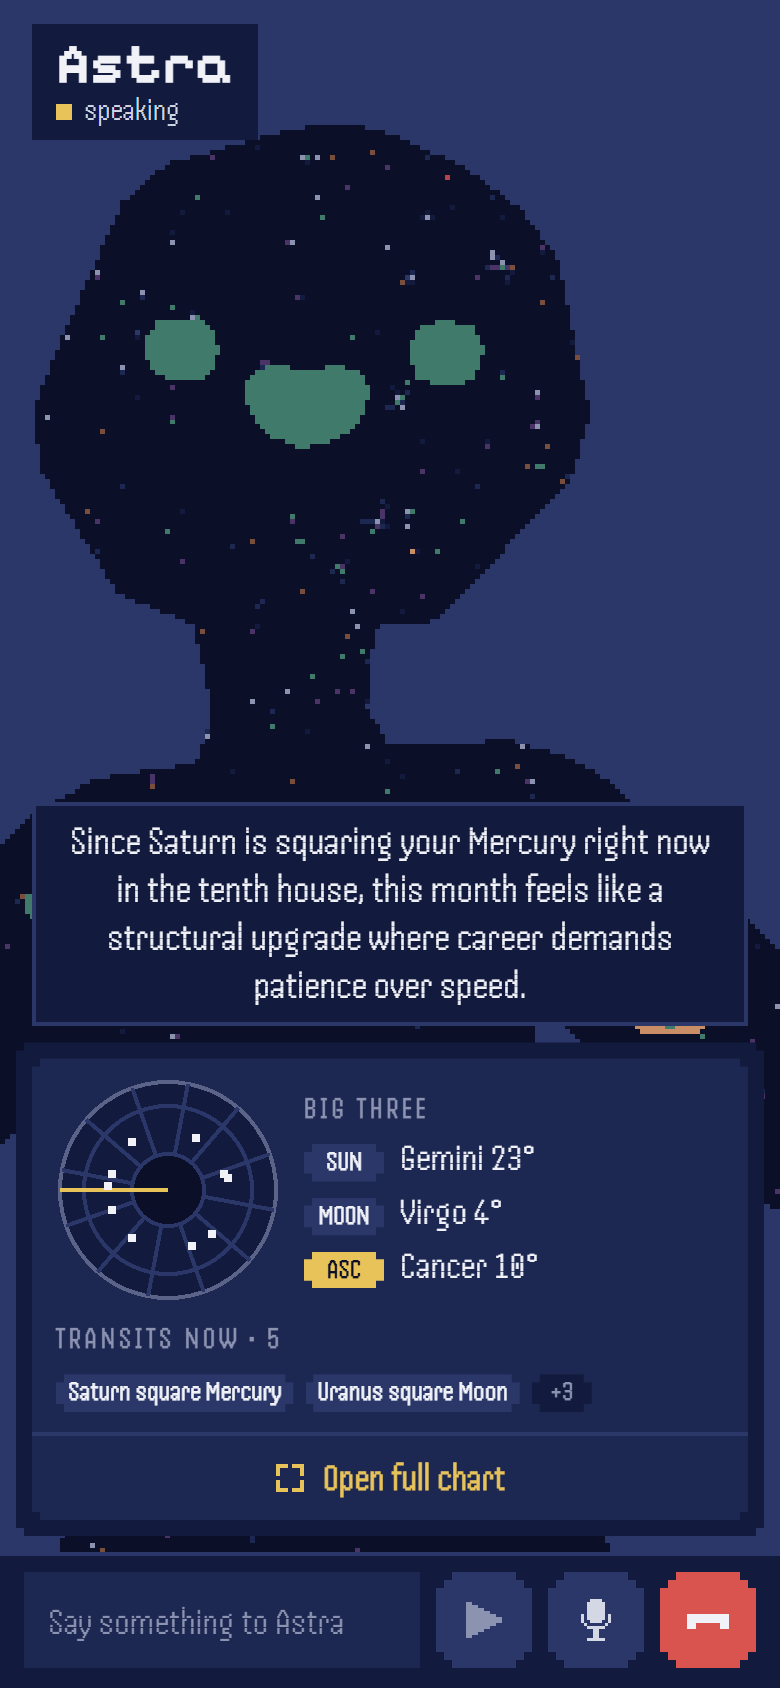 Astra
speaking
Since Saturn is squaring your Mercury right now
in the tenth house, this month feels like a
structural upgrade where career demands
patience over speed.
BIG THREE
SUN Gemini 23°
MOON Virgo 4°
ASC Cancer 10°
TRANSITS NOW · 5
Saturn square Mercury Uranus square Moon +3
Open full chart
Say something to Astra